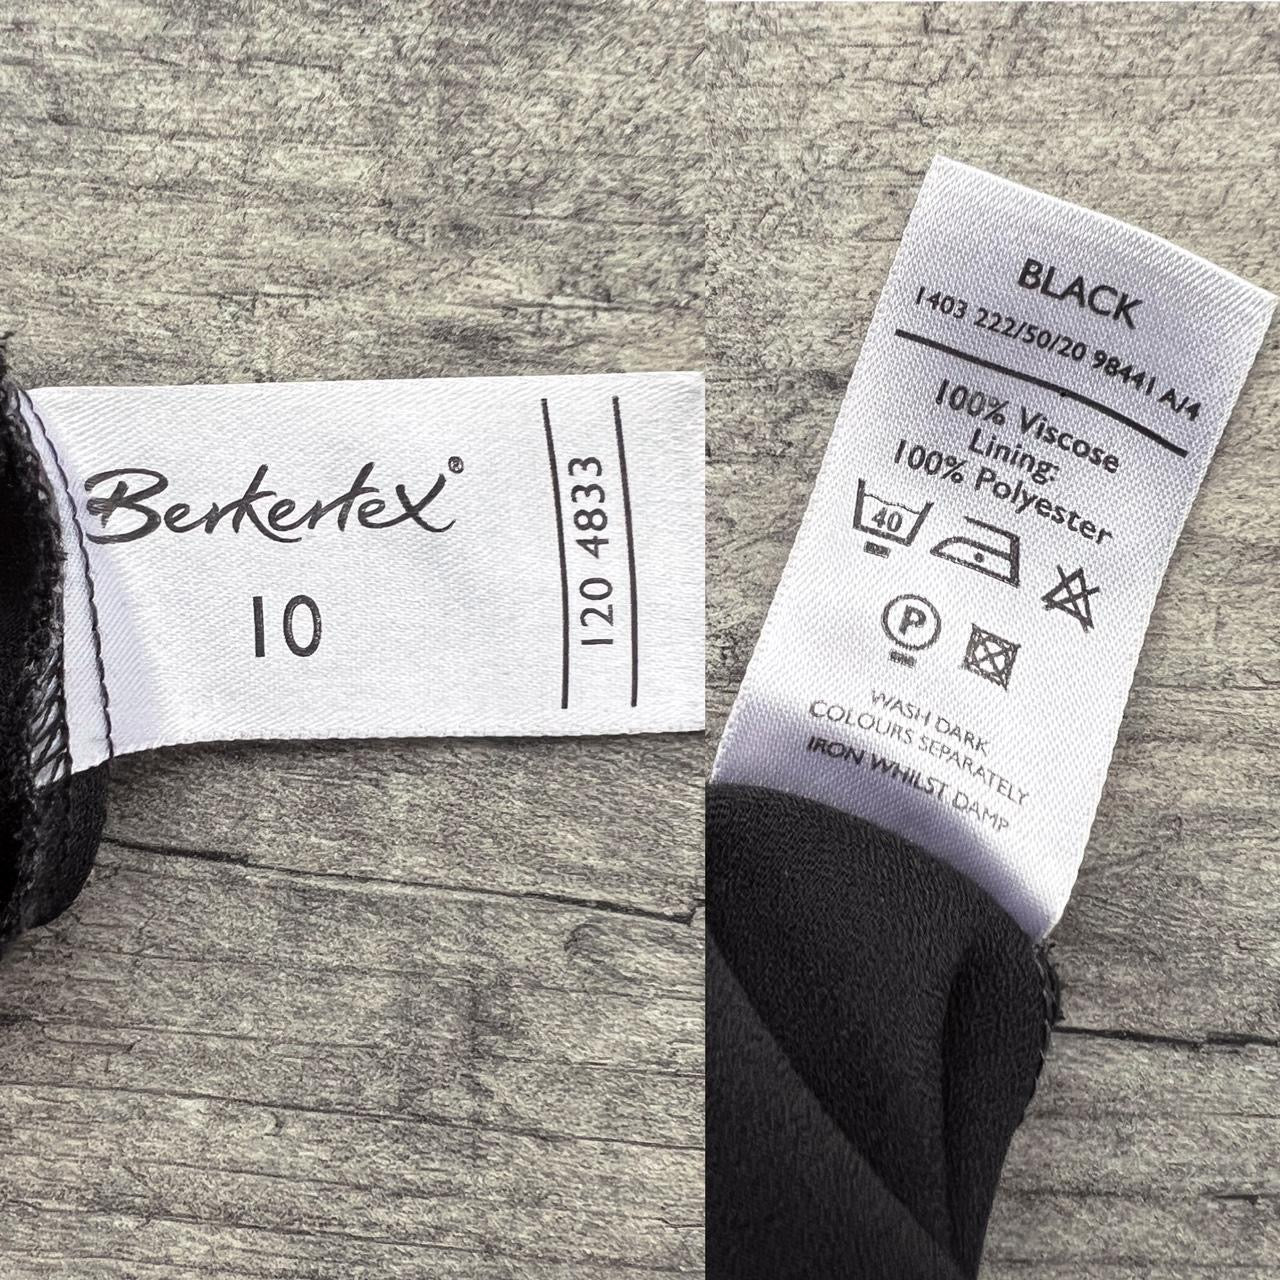 Berkertex®
10
120 4833
BLACK
1403 222/50/20 98441 A/4
100% Viscose
Lining:
100% Polyester
40
P
WASH DARK
COLOURS SEPARATELY
IRON WHILST DAMP